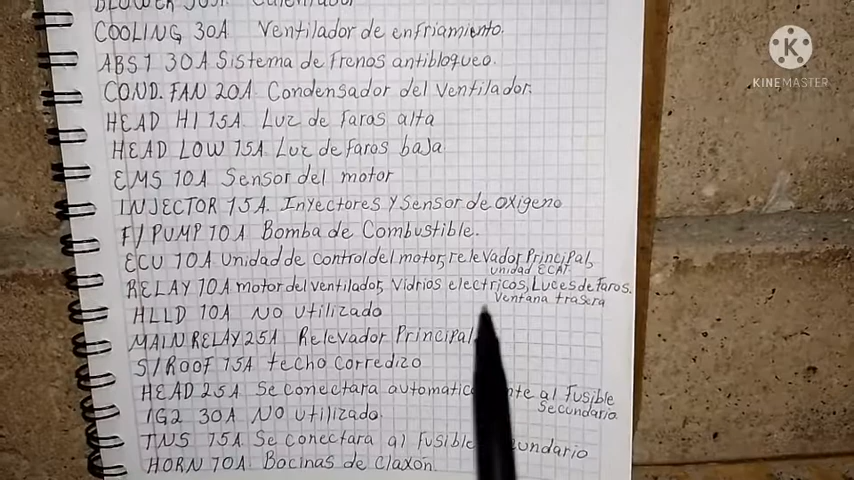 BLOWER 30A. Calentador
COOLING 30A Ventilador de enfriamiento.
ABS 1 30A Sistema de frenos antibloqueo.
COND. FAN 20A. Condensador del Ventilador.
HEAD HI 15A Luz de faros alta
HEAD LOW 15A Luz de faros baja
EMS 10A Sensor del motor
INJECTOR 15A. Inyectores y sensor de oxigeno
F/PUMP 10A Bomba de Combustible.
ECU 10A Unidad de control del motor, relevador Principal,
unidad ECAT
RELAY 10A motor del ventilador, Vidrios electricos, Luces de faros.
Ventana trasera
HLLD 10A NO utilizado
MAIN RELAY 25A Relevador Principal
S/ROOF 15A techo corredizo
HEAD 25A Se conectara al fusible
Secundario.
IG2 30A NO utilizado.
TNS 15A Se conectara al fusible
HORN 10A Bocinas de claxon.
KINEMASTER